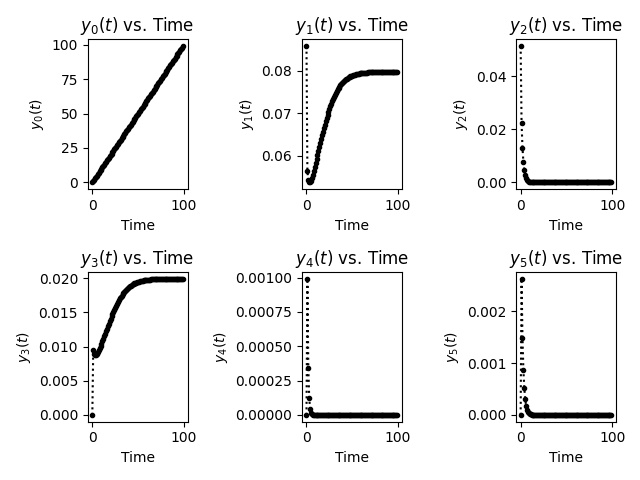 y₀(t) vs. Time
y₀(t)
100
75
50
25
0
0
100
Time
y₁(t) vs. Time
y₁(t)
0.08
0.07
0.06
0
100
Time
y₂(t) vs. Time
y₂(t)
0.04
0.02
0.00
0
100
Time
y₃(t) vs. Time
y₃(t)
0.020
0.015
0.010
0.005
0.000
0
100
Time
y₄(t) vs. Time
y₄(t)
0.00100
0.00075
0.00050
0.00025
0.00000
0
100
Time
y₅(t) vs. Time
y₅(t)
0.002
0.001
0.000
0
100
Time